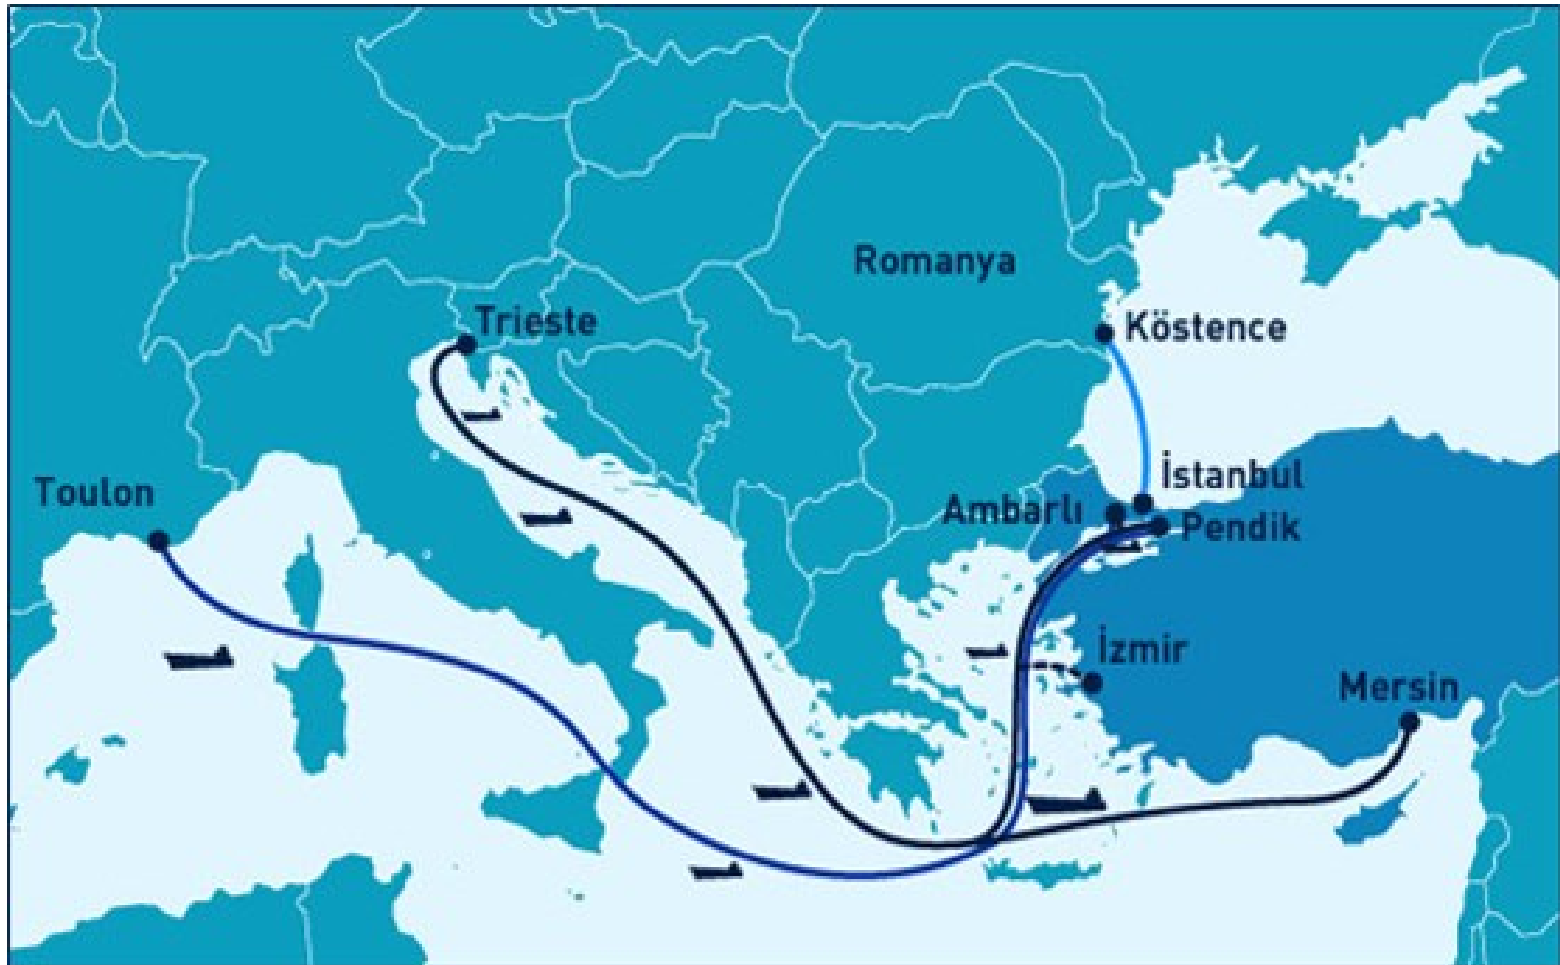 Romanya
Trieste
Köstence
İstanbul
Toulon
Ambarlı
Pendik
İzmir
Mersin